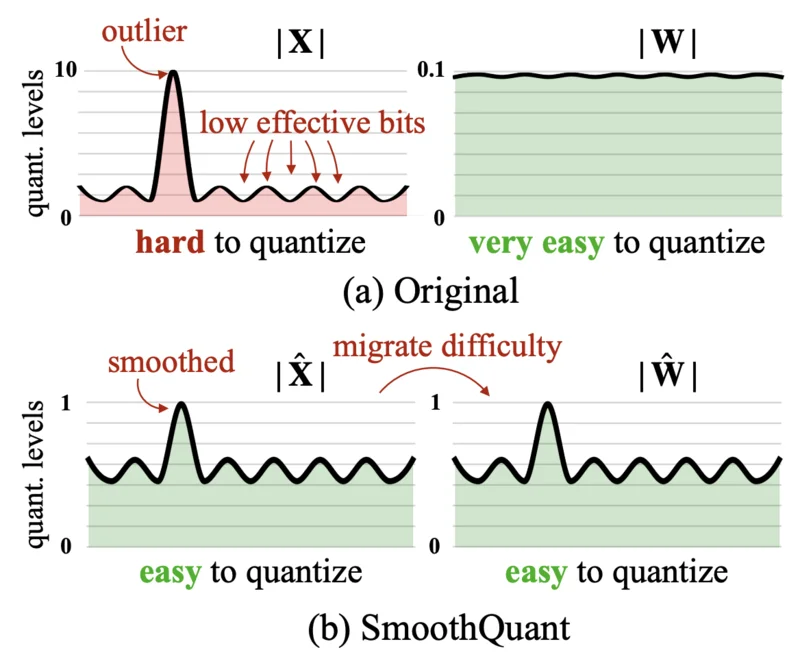 outlier
|X|
|W|
10
0.1
quant. levels
low effective bits
0
0
hard to quantize
very easy to quantize
(a) Original
migrate difficulty
smoothed
|X̂|
|Ŵ|
1
1
quant. levels
0
0
easy to quantize
easy to quantize
(b) SmoothQuant